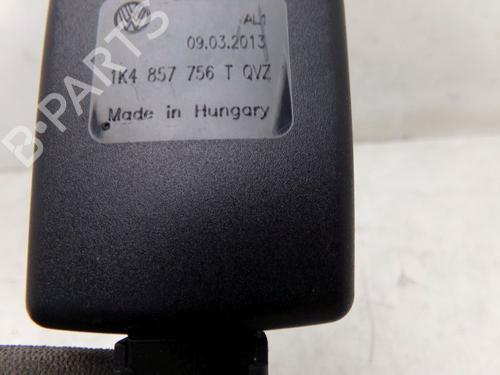 AL1
09.03.2013
1K4 857 756 T QVZ
Made in Hungary
B-PARTS